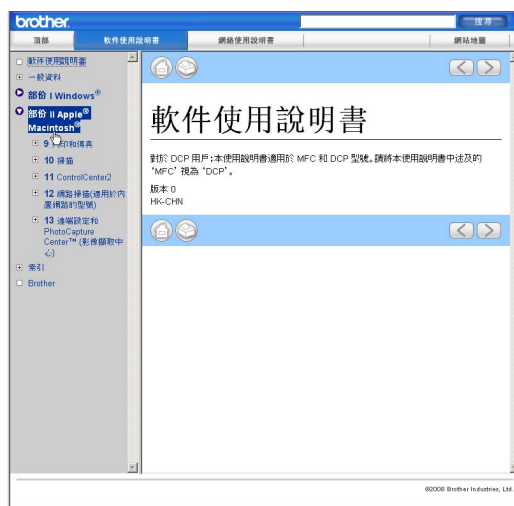 brother.
搜尋
頂部
軟件使用說明書
網絡使用說明書
網站地圖
軟件使用說明書
一般資料
部份 I Windows®
部份 II Apple®
Macintosh®
9 印和傳真
10 掃描
11 ControlCenter2
12 網路掃描(適用於內
置網路的型號)
13 遠端設定和
PhotoCapture
Center™ (影像擷取中
心)
索引
Brother
軟件使用說明書
對於 DCP 用戶:本使用說明書適用於 MFC 和 DCP 型號。請將本使用說明書中述及的
‘MFC’ 視為 ‘DCP’。
版本 0
HK-CHN
©2008 Brother Industries, Ltd.